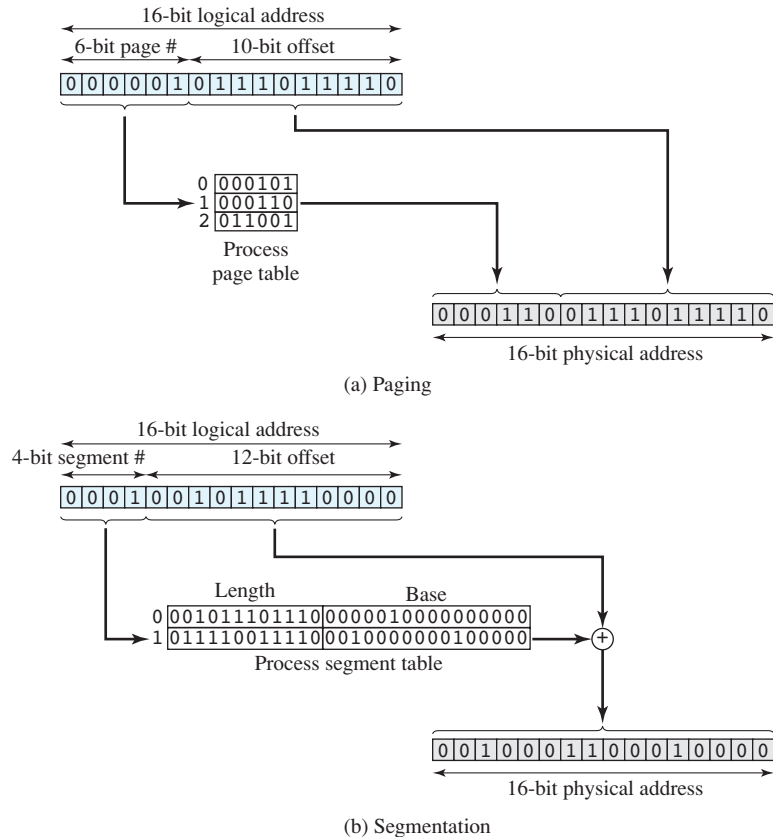 16-bit logical address
6-bit page # 10-bit offset
0 0 0 0 0 1 0 1 1 1 0 1 1 1 1 0
0 000101
1 000110
2 011001
Process
page table
0 0 0 1 1 0 0 1 1 1 0 1 1 1 1 0
16-bit physical address
(a) Paging
16-bit logical address
4-bit segment # 12-bit offset
0 0 0 1 0 0 1 0 1 1 1 1 0 0 0 0
Length Base
0 001011101110 0000010000000000
1 011110011110 0010000000100000
Process segment table
+
0 0 1 0 0 0 1 1 0 0 0 1 0 0 0 0
16-bit physical address
(b) Segmentation